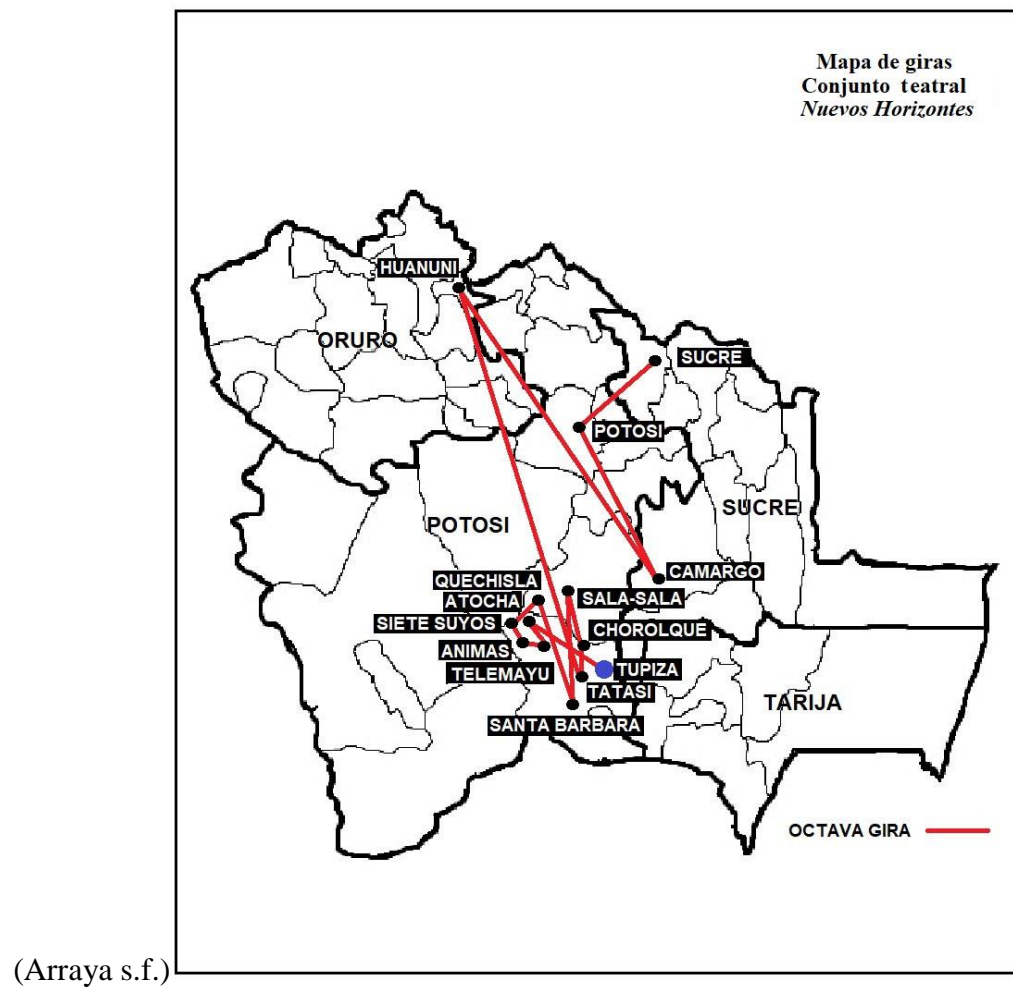 Mapa de giras
Conjunto teatral
Nuevos Horizontes
HUANUNI
ORURO
SUCRE
POTOSI
SUCRE
POTOSI
CAMARGO
QUECHISLA
ATOCHA
SALA-SALA
SIETE SUYOS
CHOROLQUE
ANIMAS
TELEMAYU
TUPIZA
TATASI
SANTA BARBARA
TARIJA
OCTAVA GIRA
(Arraya s.f.)